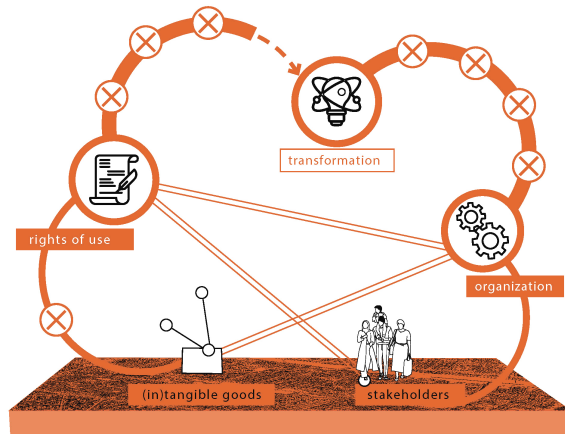 transformation
rights of use
organization
(in)tangible goods
stakeholders